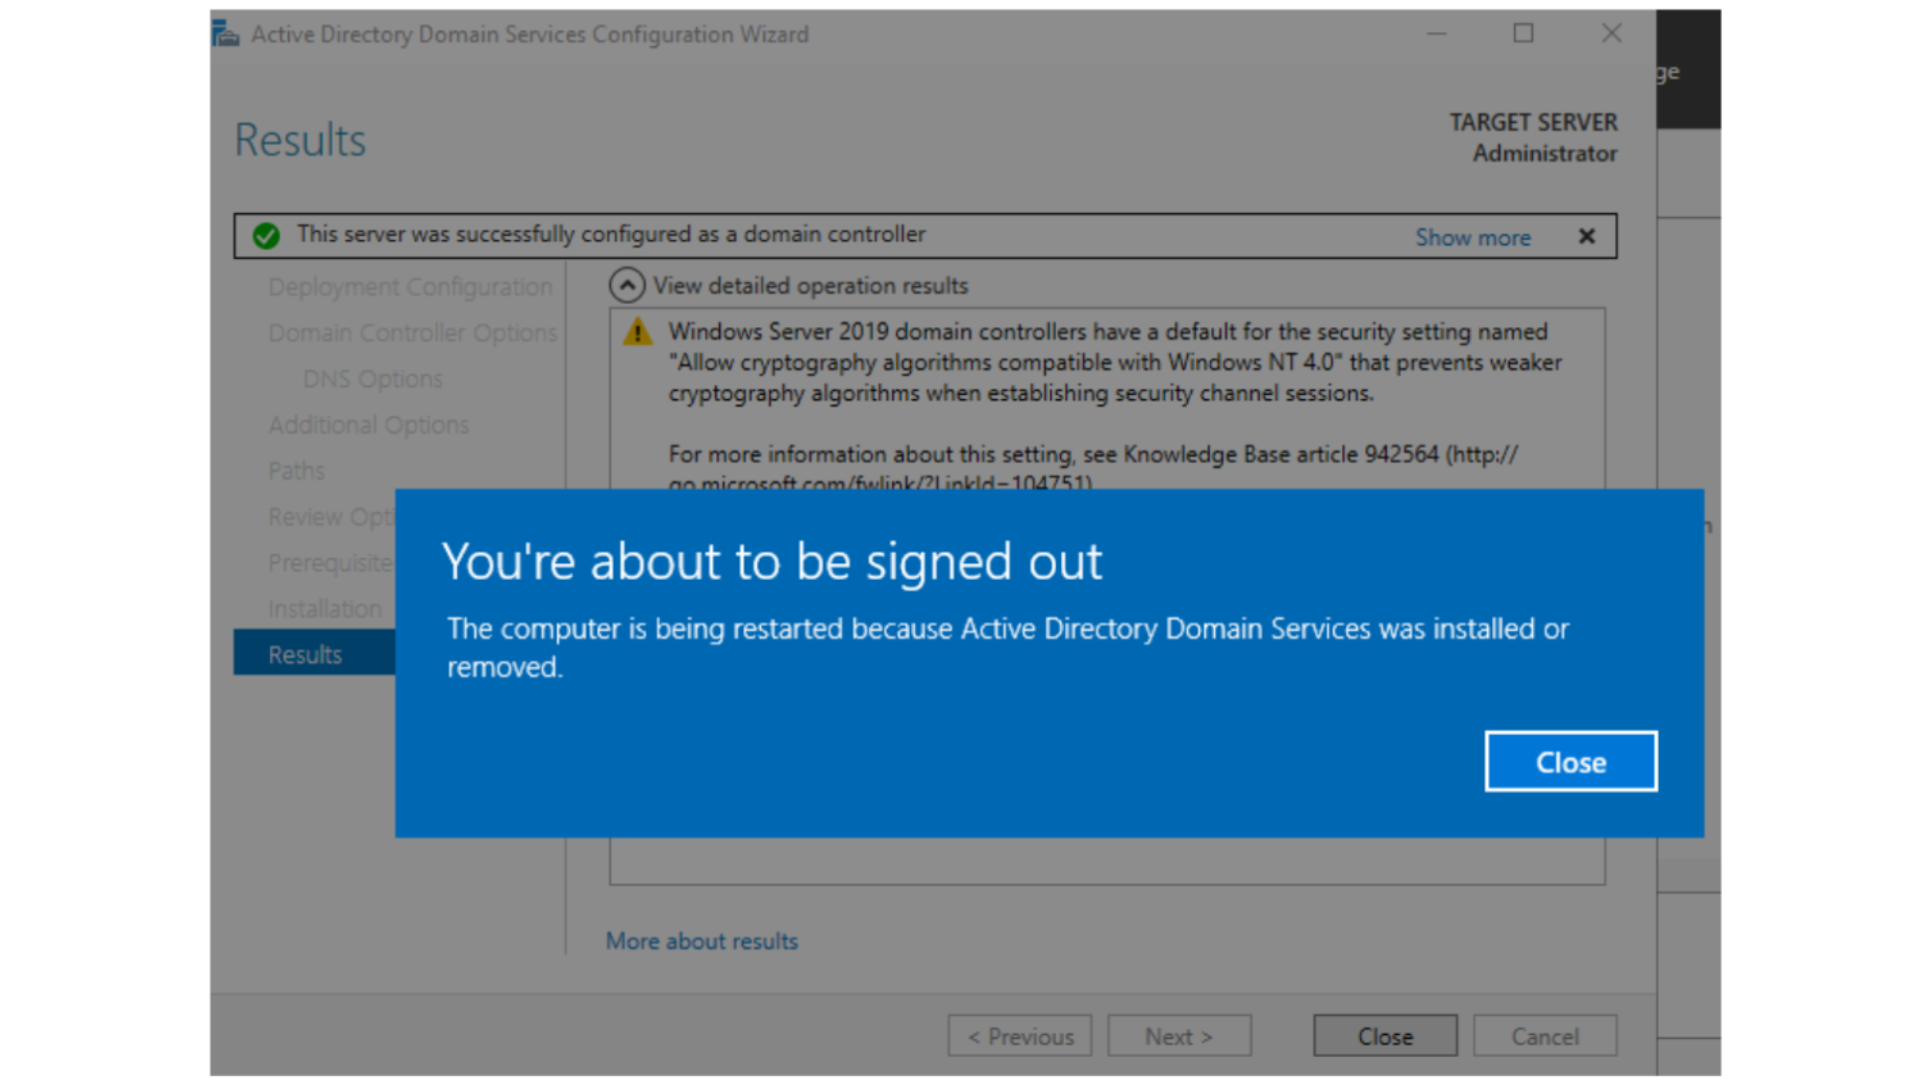 Active Directory Domain Services Configuration Wizard
ge
Results
TARGET SERVER
Administrator
This server was successfully configured as a domain controller
Show more
Deployment Configuration
Domain Controller Options
DNS Options
Additional Options
Paths
Review Opti
Prerequisite
Installation
Results
View detailed operation results
Windows Server 2019 domain controllers have a default for the security setting named
"Allow cryptography algorithms compatible with Windows NT 4.0" that prevents weaker
cryptography algorithms when establishing security channel sessions.
For more information about this setting, see Knowledge Base article 942564 (http://
go.microsoft.com/fwlink/?LinkId=104751).
You're about to be signed out
The computer is being restarted because Active Directory Domain Services was installed or
removed.
Close
More about results
< Previous
Next >
Close
Cancel